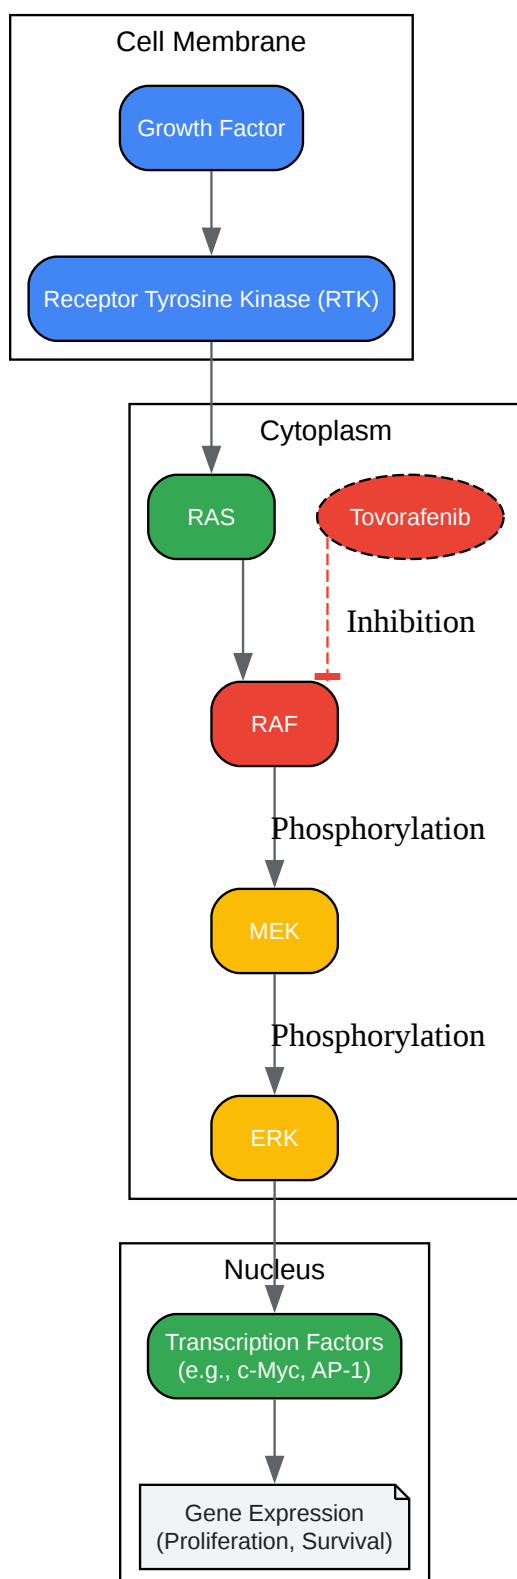 Cell Membrane
Growth Factor
Receptor Tyrosine Kinase (RTK)
Cytoplasm
RAS
Tovorafenib
Inhibition
RAF
Phosphorylation
MEK
Phosphorylation
ERK
Nucleus
Transcription Factors
(e.g., c-Myc, AP-1)
Gene Expression
(Proliferation, Survival)